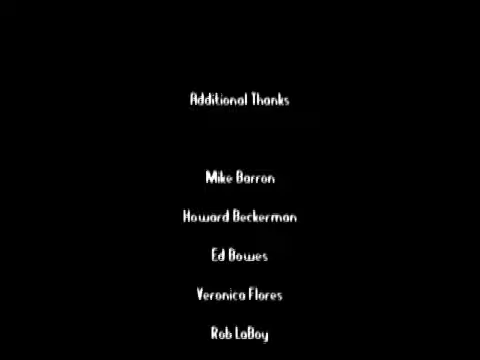 Additional Thanks
Mike Barron
Howard Beckerman
Ed Bowes
Veronica Flores
Rob LaBoy